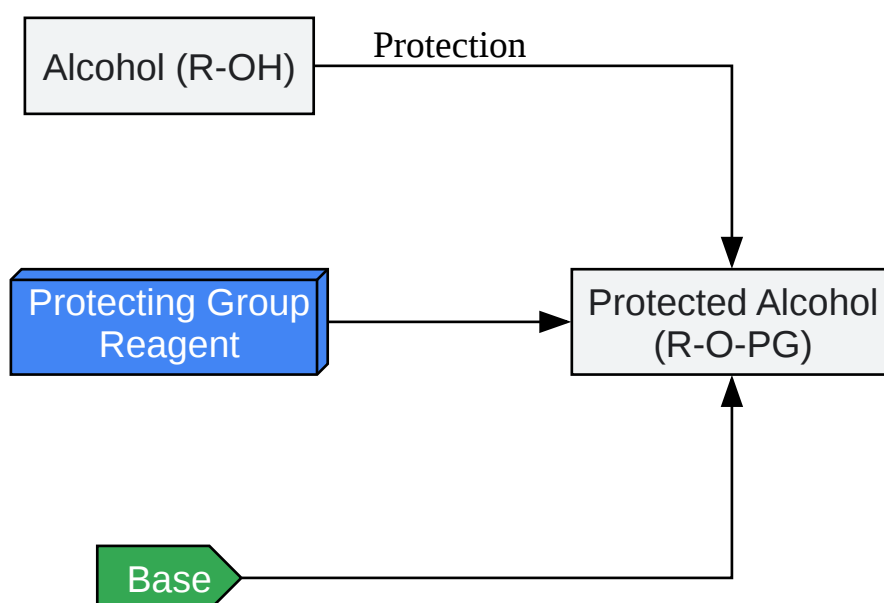 Alcohol (R-OH)
Protection
Protecting Group
Reagent
Protected Alcohol
(R-O-PG)
Base